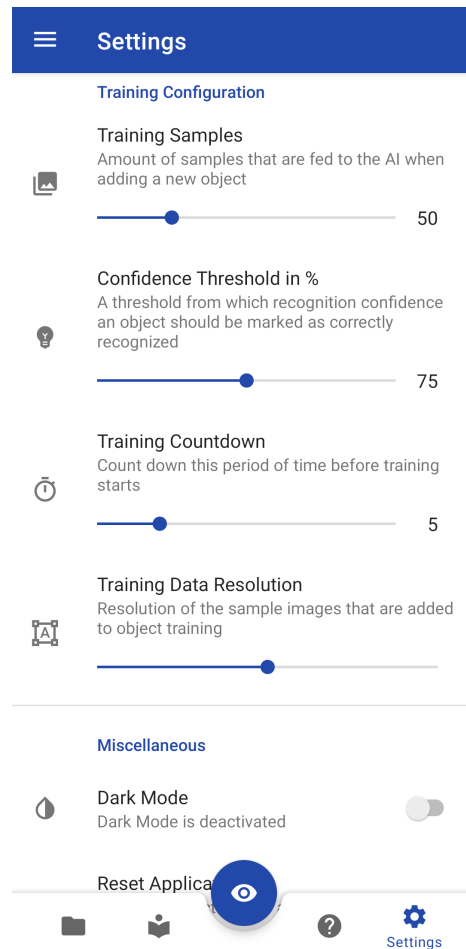 Settings
Training Configuration
Training Samples
Amount of samples that are fed to the AI when
adding a new object
50
Confidence Threshold in %
A threshold from which recognition confidence
an object should be marked as correctly
recognized
75
Training Countdown
Count down this period of time before training
starts
5
Training Data Resolution
Resolution of the sample images that are added
to object training
A
Miscellaneous
Dark Mode
Dark Mode is deactivated
Reset
Settings